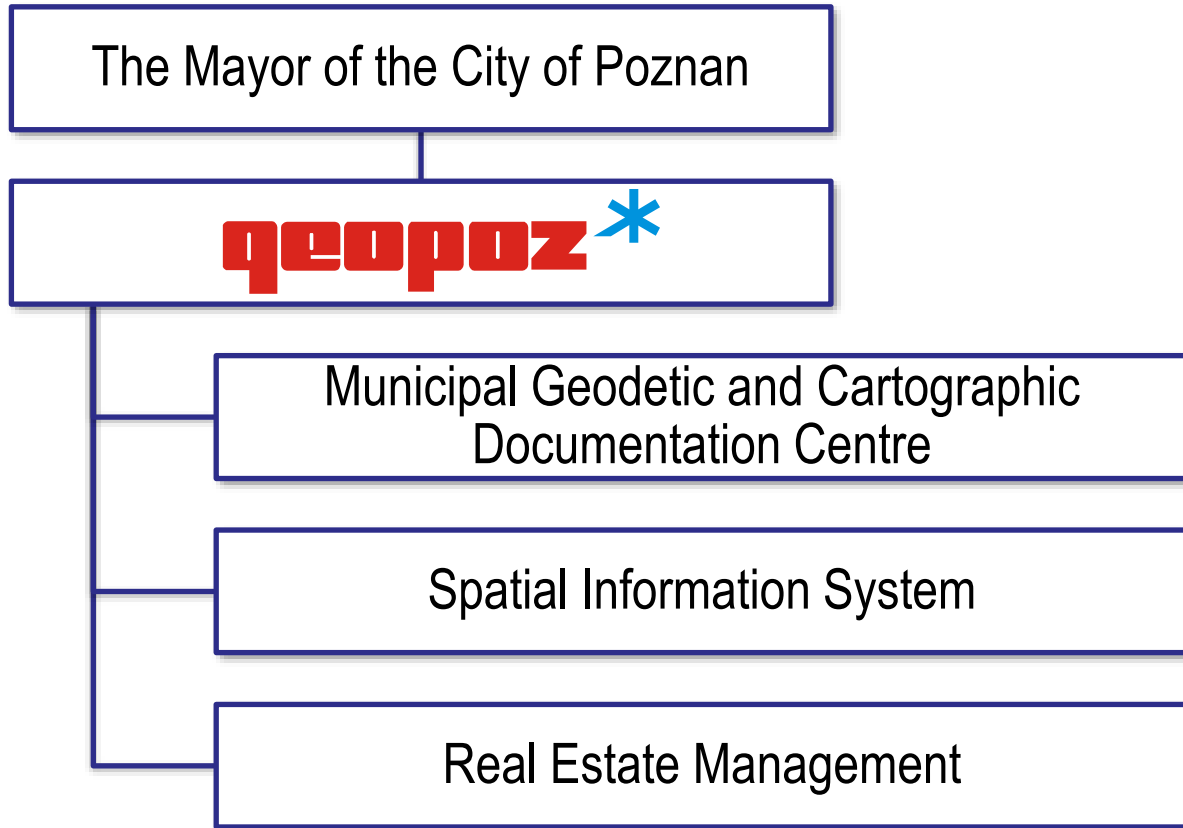 The Mayor of the City of Poznan
geopoz
Municipal Geodetic and Cartographic
Documentation Centre
Spatial Information System
Real Estate Management